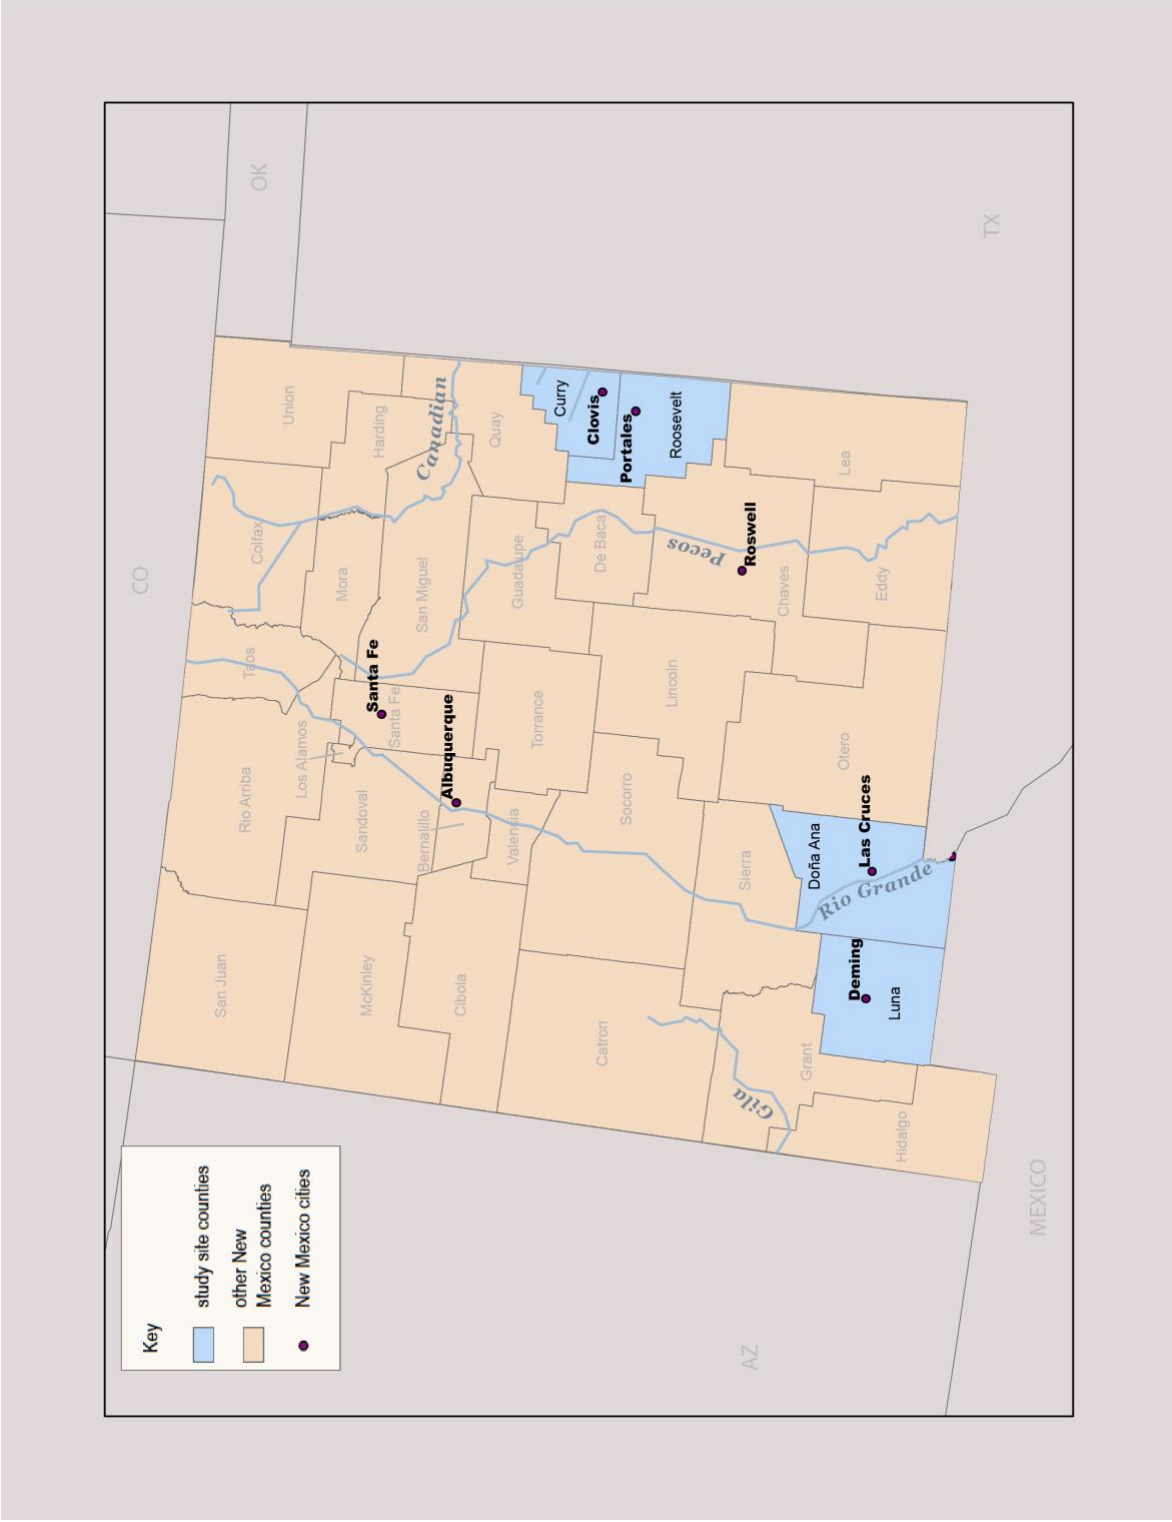 CO
OK
TX
AZ
MEXICO
San Juan
Rio Arriba
Taos
Colfax
Union
Los Alamos
Mora
Harding
McKinley
Sandoval
Santa Fe
Santa Fe
San Miguel
Canadian
Bernalillo
Albuquerque
Cibola
Valencia
Torrance
Guadalupe
Quay
Curry
Clovis
Portales
Roosevelt
De Baca
Catron
Socorro
Lincoln
Pecos
Roswell
Chaves
Lea
Eddy
Sierra
Otero
Doña Ana
Las Cruces
Rio Grande
Gila
Grant
Deming
Luna
Hidalgo
Key
study site counties
other New
Mexico counties
New Mexico cities